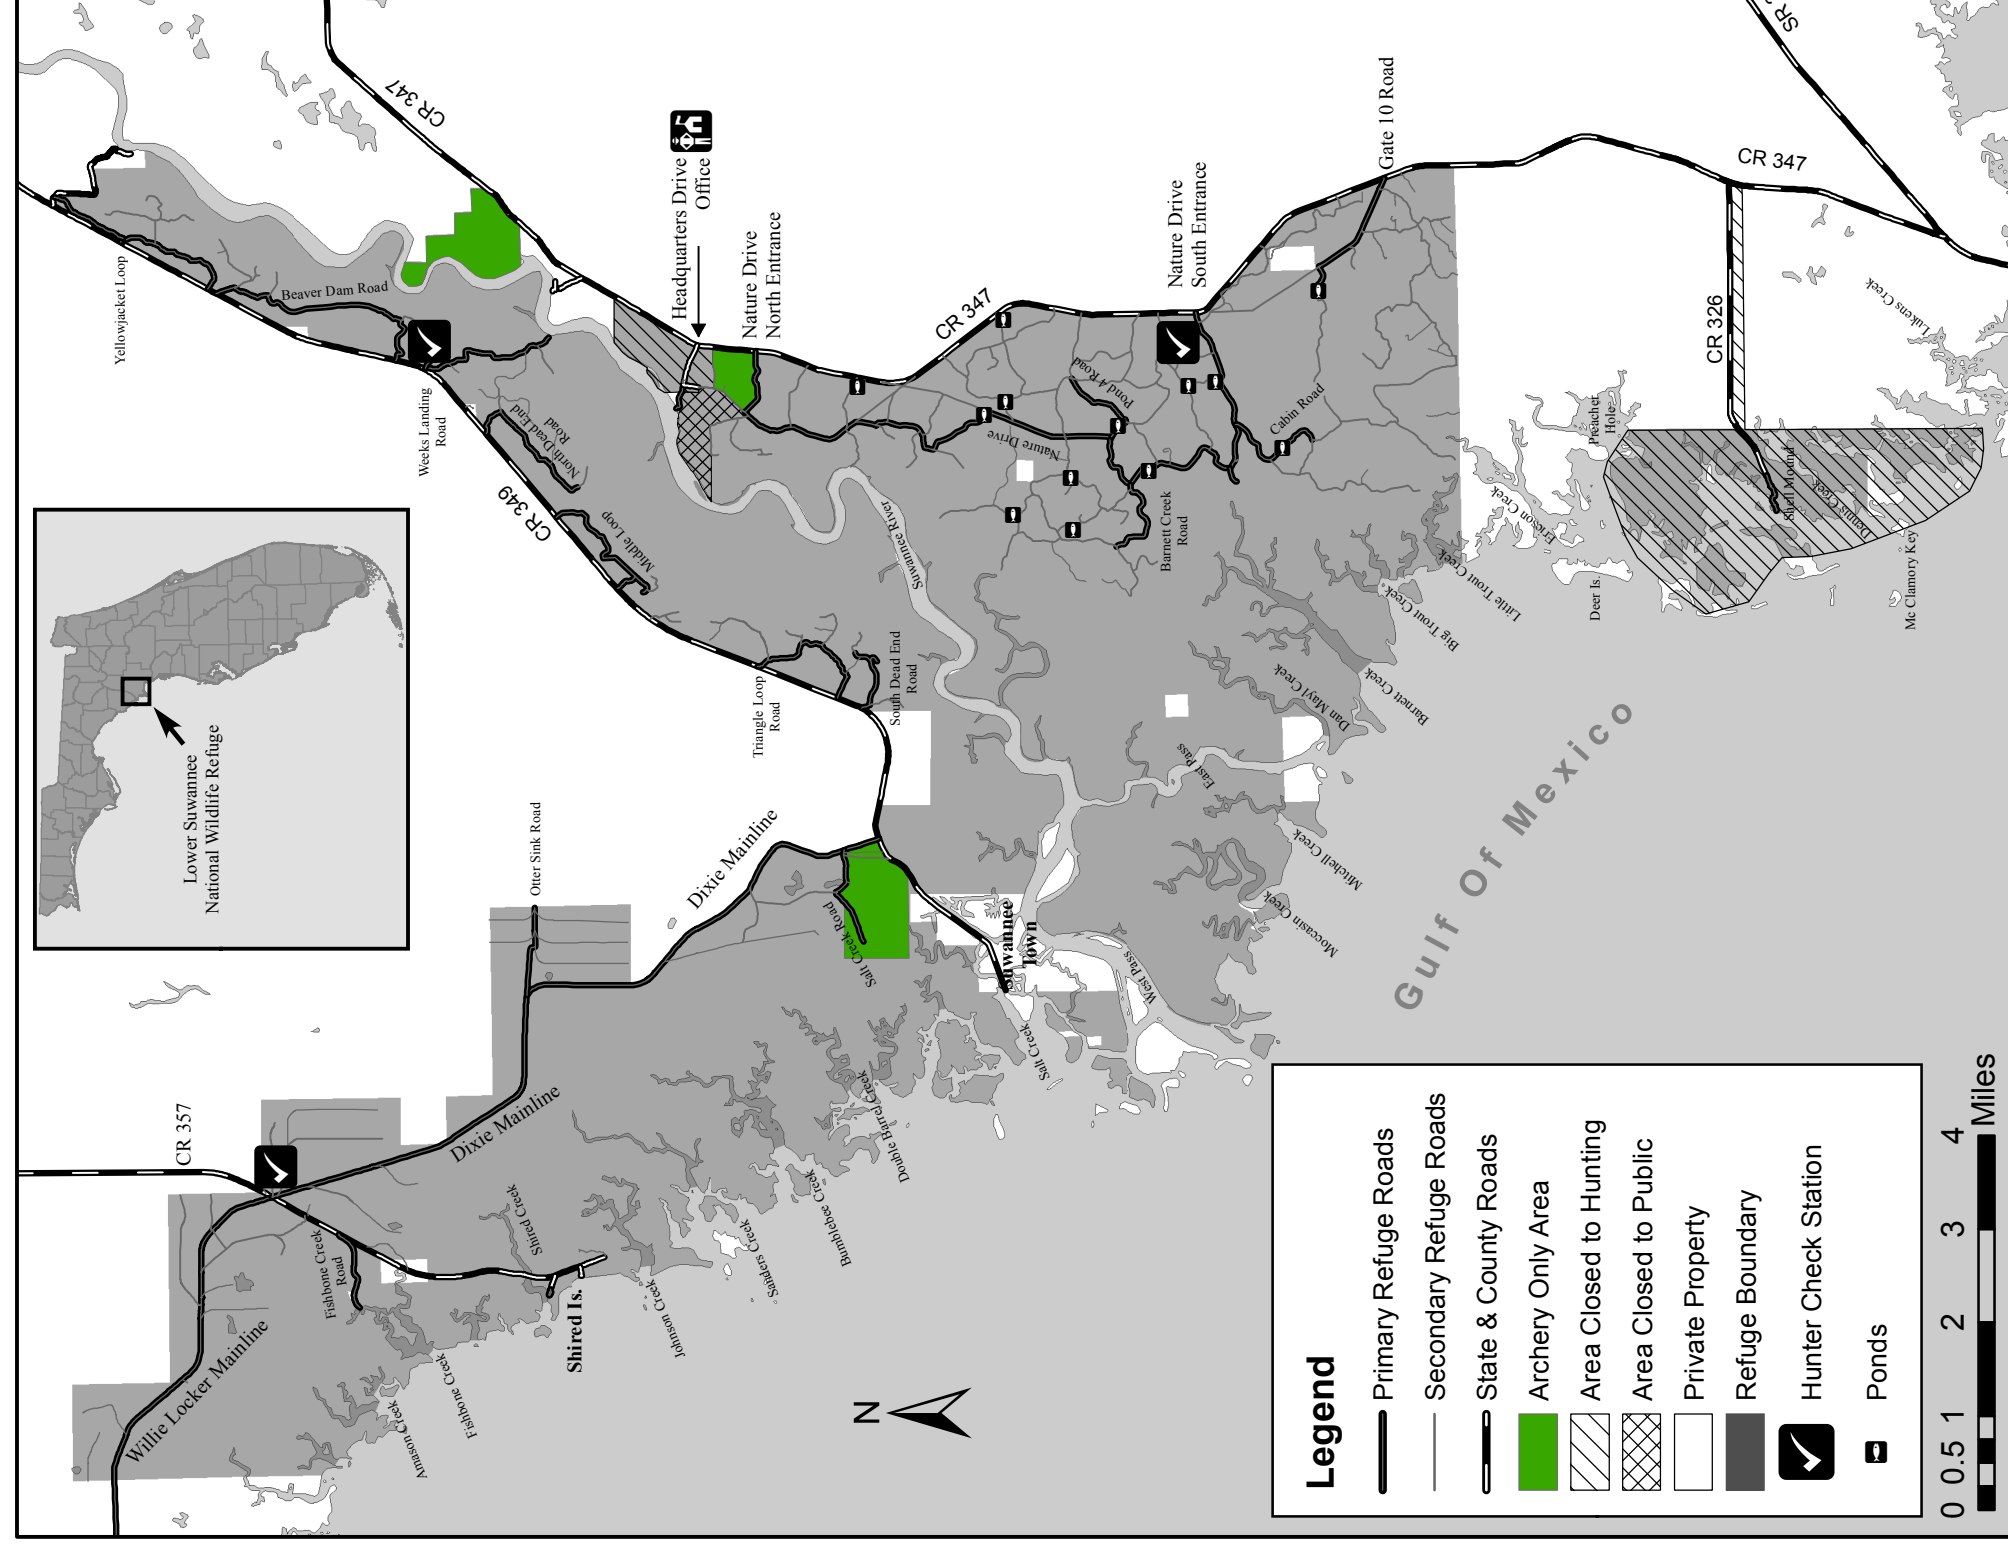 CR 347
Yellowjacket Loop
Beaver Dam Road
Headquarters Drive
Office
Nature Drive
North Entrance
Weeks Landing
Road
North Dead End
Road
CR 349
Middle Loop
CR 347
Nature Drive
South Entrance
Gate 10 Road
CR 347
SR
CR 326
Lukens Creek
Pond 4 Road
Nature Drive
Cabin Road
Barnett Creek
Road
Suwannee River
Preacher
Hole
Shell Mound
Dennis Creek
Mc Clamory Key
Deer Is.
Ericson Creek
Little Trout Creek
Big Trout Creek
Barnett Creek
Dan Mayl Creek
East Pass
Mitchell Creek
Moccasin Creek
West Pass
Triangle Loop
Road
South Dead End
Road
Lower Suwannee
National Wildlife Refuge
Otter Sink Road
Dixie Mainline
Salt Creek Road
Suwannee
Town
Salt Creek
Gulf Of Mexico
CR 357
Dixie Mainline
Double Barrel Creek
Bumblebee Creek
Sanders Creek
Johnson Creek
Shired Creek
Shired Is.
Fishbone Creek
Road
Willie Locker Mainline
Amason Creek
Fishbone Creek
N
Legend
Primary Refuge Roads
Secondary Refuge Roads
State & County Roads
Archery Only Area
Area Closed to Hunting
Area Closed to Public
Private Property
Refuge Boundary
Hunter Check Station
Ponds
0 0.5 1 2 3 4
Miles